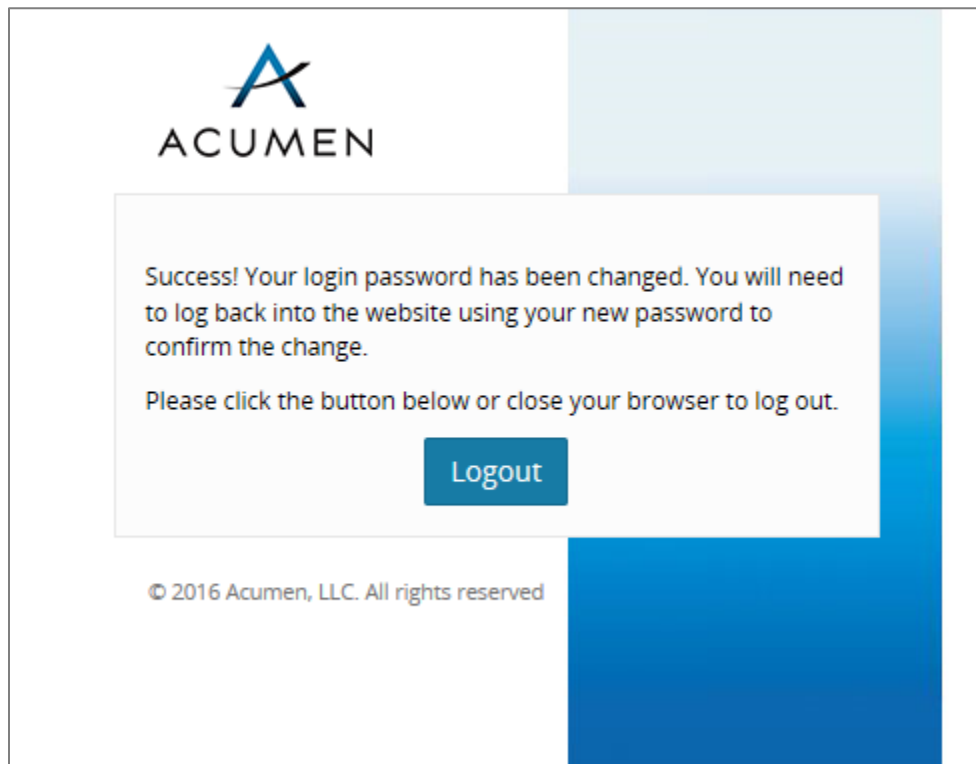 ACUMEN
Success! Your login password has been changed. You will need
to log back into the website using your new password to
confirm the change.
Please click the button below or close your browser to log out.
Logout
© 2016 Acumen, LLC. All rights reserved